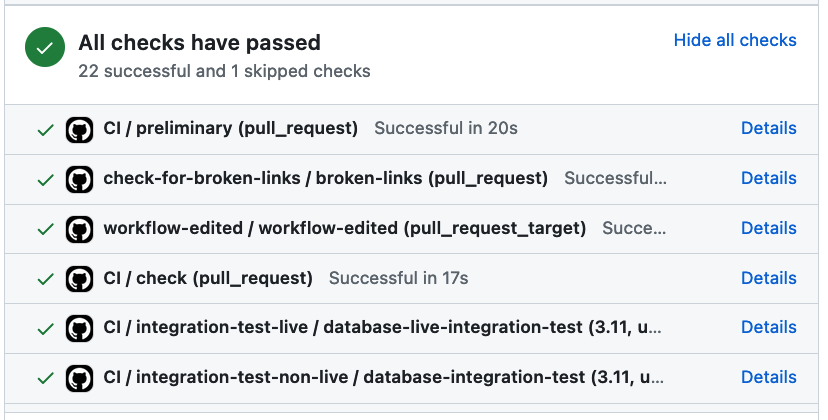 All checks have passed
Hide all checks
22 successful and 1 skipped checks
CI / preliminary (pull_request) Successful in 20s Details
check-for-broken-links / broken-links (pull_request) Successful... Details
workflow-edited / workflow-edited (pull_request_target) Succe... Details
CI / check (pull_request) Successful in 17s Details
CI / integration-test-live / database-live-integration-test (3.11, u... Details
CI / integration-test-non-live / database-integration-test (3.11, u... Details